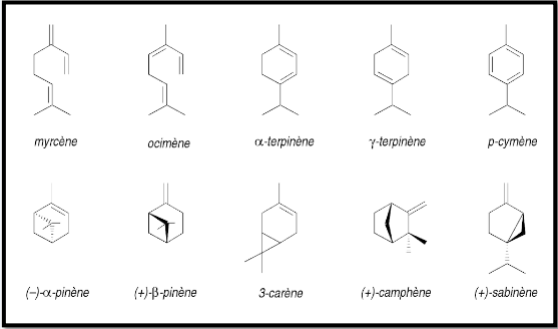 myrcène
ocimène
α-terpinène
γ-terpinène
p-cymène
(−)-α-pinène
(+)-β-pinène
3-carène
(+)-camphène
(+)-sabinène